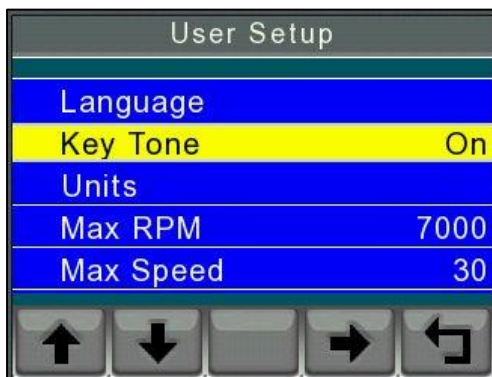 User Setup
Language
Key Tone On
Units
Max RPM 7000
Max Speed 30